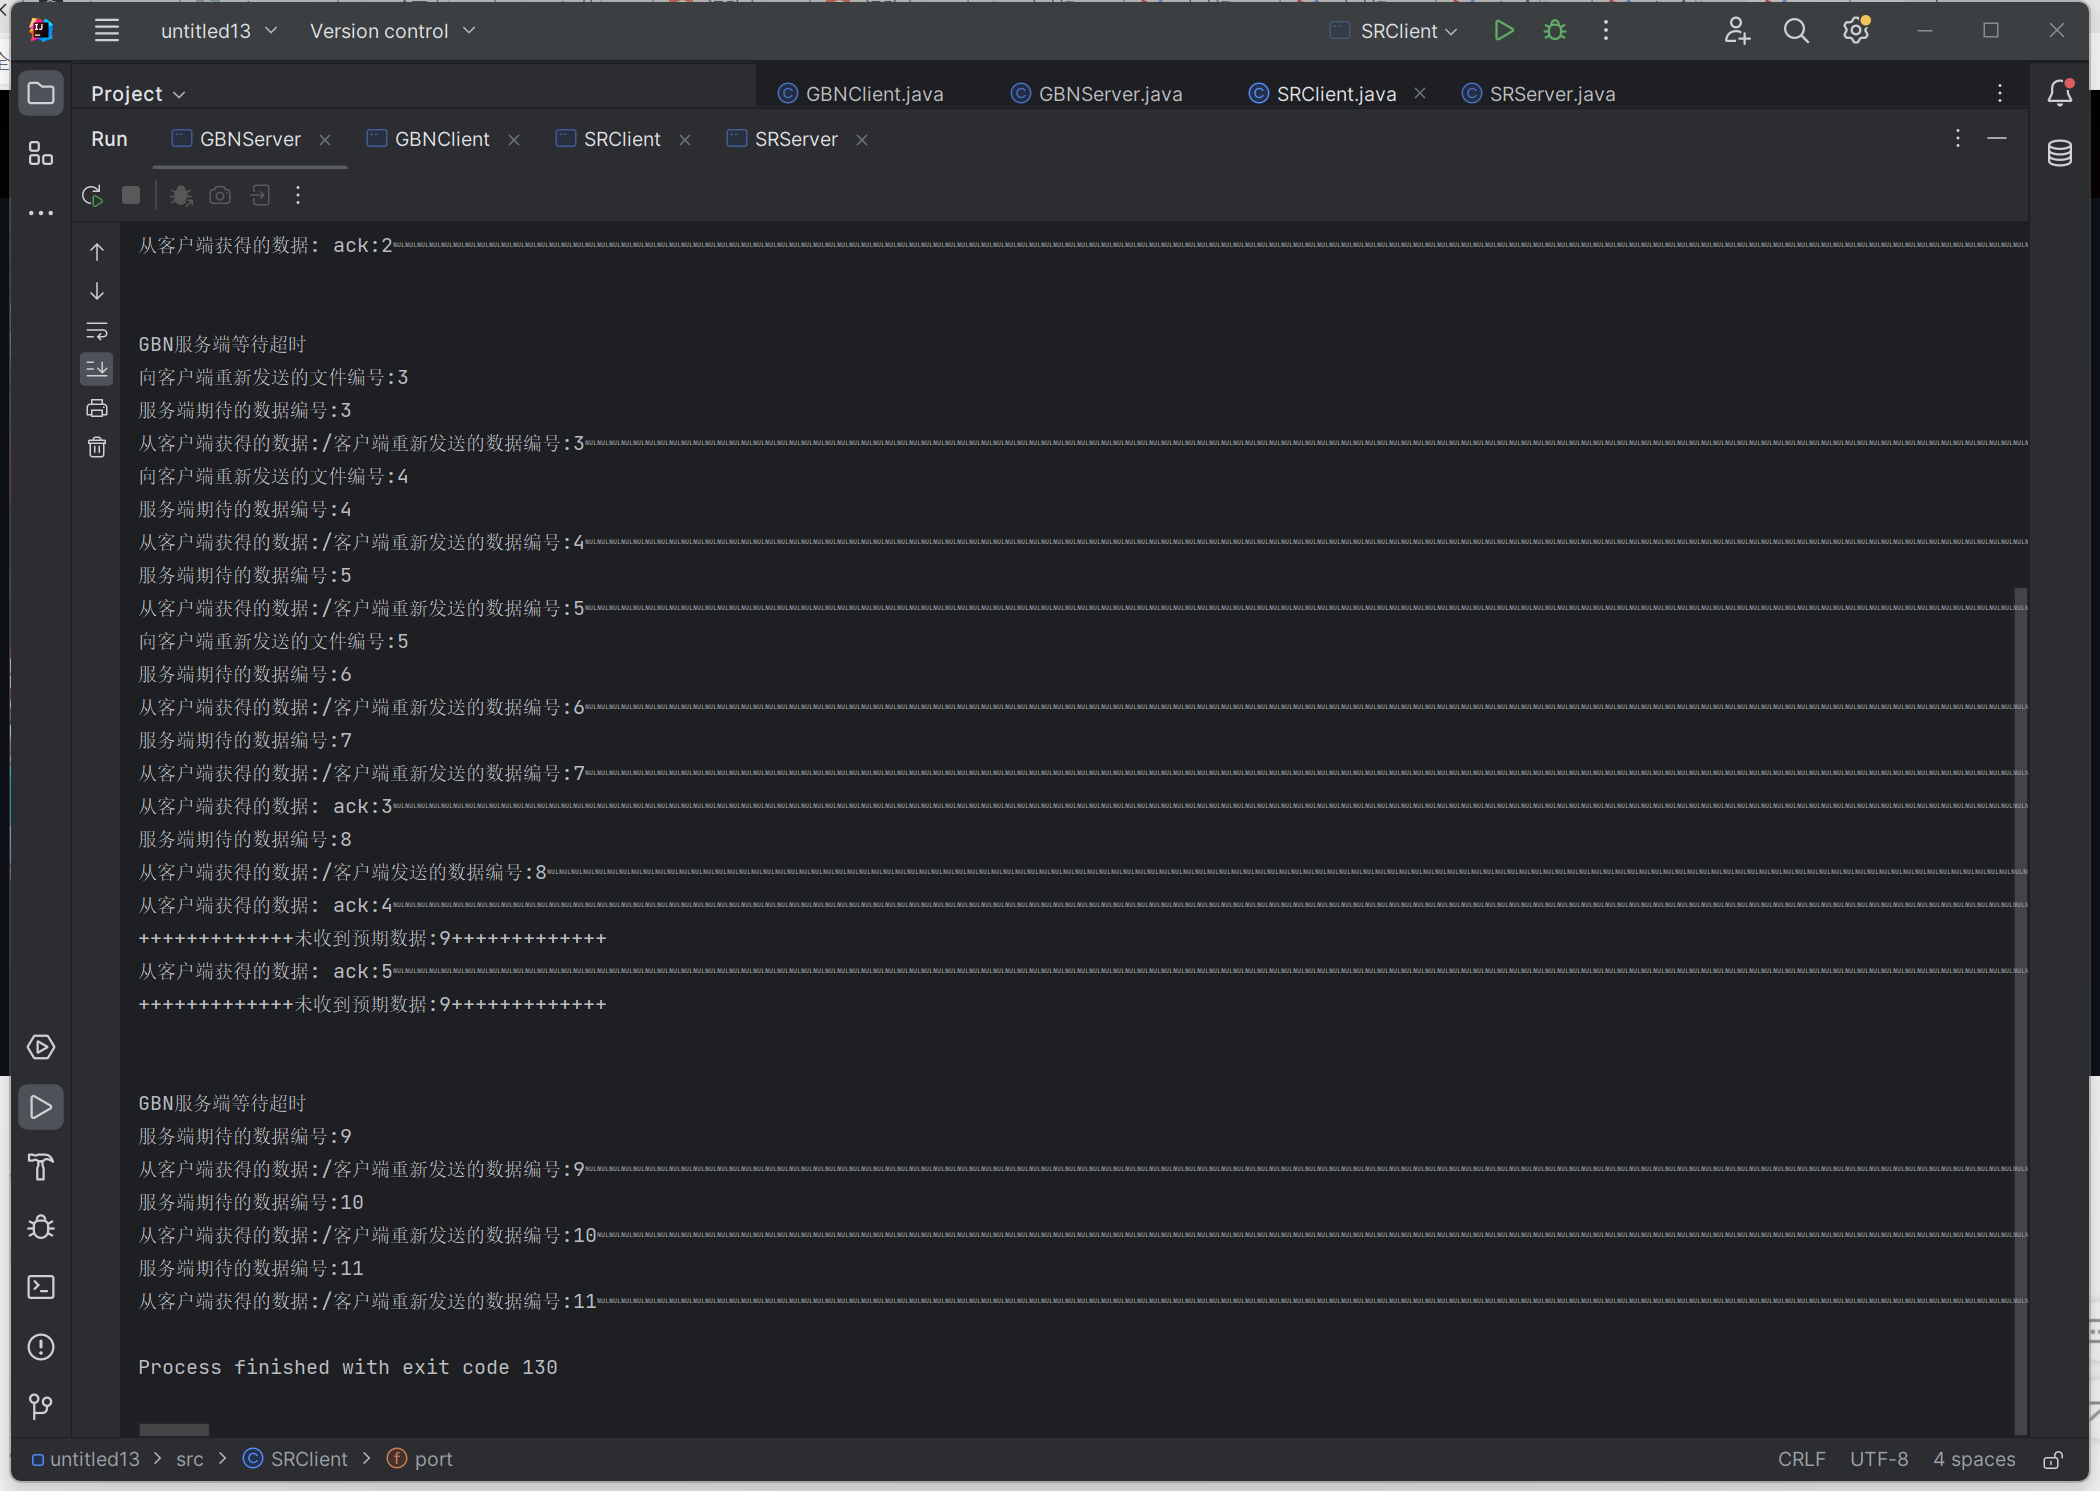 untitled13
Version control
SRClient
Project
GBNClient.java
GBNServer.java
SRClient.java
SRServer.java
Run
GBNServer
GBNClient
SRClient
SRServer
从客户端获得的数据: ack:2
GBN服务端等待超时
向客户端重新发送的文件编号:3
服务端期待的数据编号:3
从客户端获得的数据:/客户端重新发送的数据编号:3
向客户端重新发送的文件编号:4
服务端期待的数据编号:4
从客户端获得的数据:/客户端重新发送的数据编号:4
服务端期待的数据编号:5
从客户端获得的数据:/客户端重新发送的数据编号:5
向客户端重新发送的文件编号:5
服务端期待的数据编号:6
从客户端获得的数据:/客户端重新发送的数据编号:6
服务端期待的数据编号:7
从客户端获得的数据:/客户端重新发送的数据编号:7
从客户端获得的数据: ack:3
服务端期待的数据编号:8
从客户端获得的数据:/客户端发送的数据编号:8
从客户端获得的数据: ack:4
+++++++++++++未收到预期数据:9+++++++++++++
从客户端获得的数据: ack:5
+++++++++++++未收到预期数据:9+++++++++++++
GBN服务端等待超时
服务端期待的数据编号:9
从客户端获得的数据:/客户端重新发送的数据编号:9
服务端期待的数据编号:10
从客户端获得的数据:/客户端重新发送的数据编号:10
服务端期待的数据编号:11
从客户端获得的数据:/客户端重新发送的数据编号:11
Process finished with exit code 130
untitled13 > src > SRClient > port
CRLF UTF-8 4 spaces